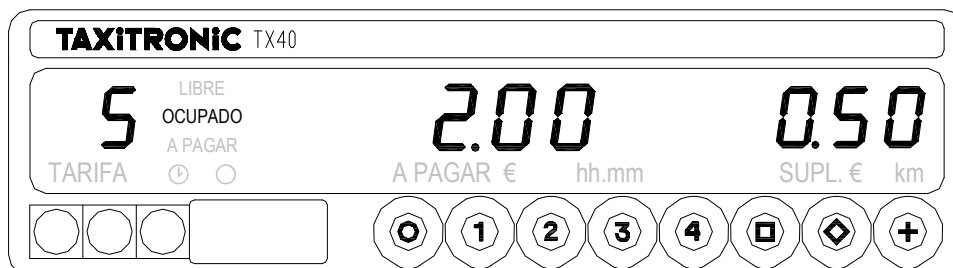 TAXiTRONiC TX40
LIBRE
5 OCUPADO 2.00 0.50
A PAGAR
TARIFA A PAGAR € hh.mm SUPL. € km
1 2 3 4 +